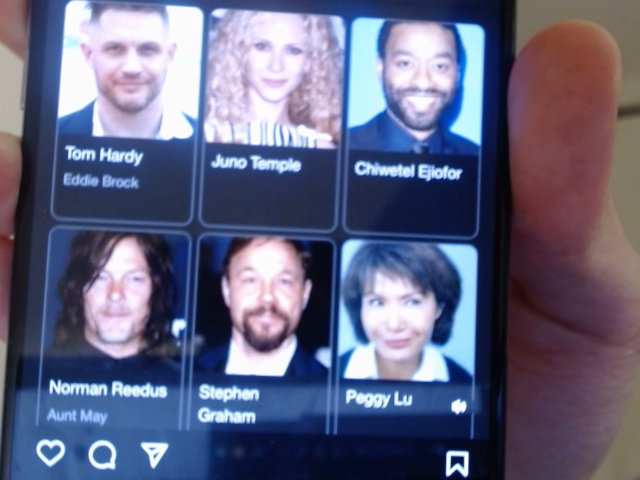 Tom Hardy
Eddie Brock
Juno Temple
Chiwetel Ejiofor
Norman Reedus
Aunt May
Stephen
Graham
Peggy Lu